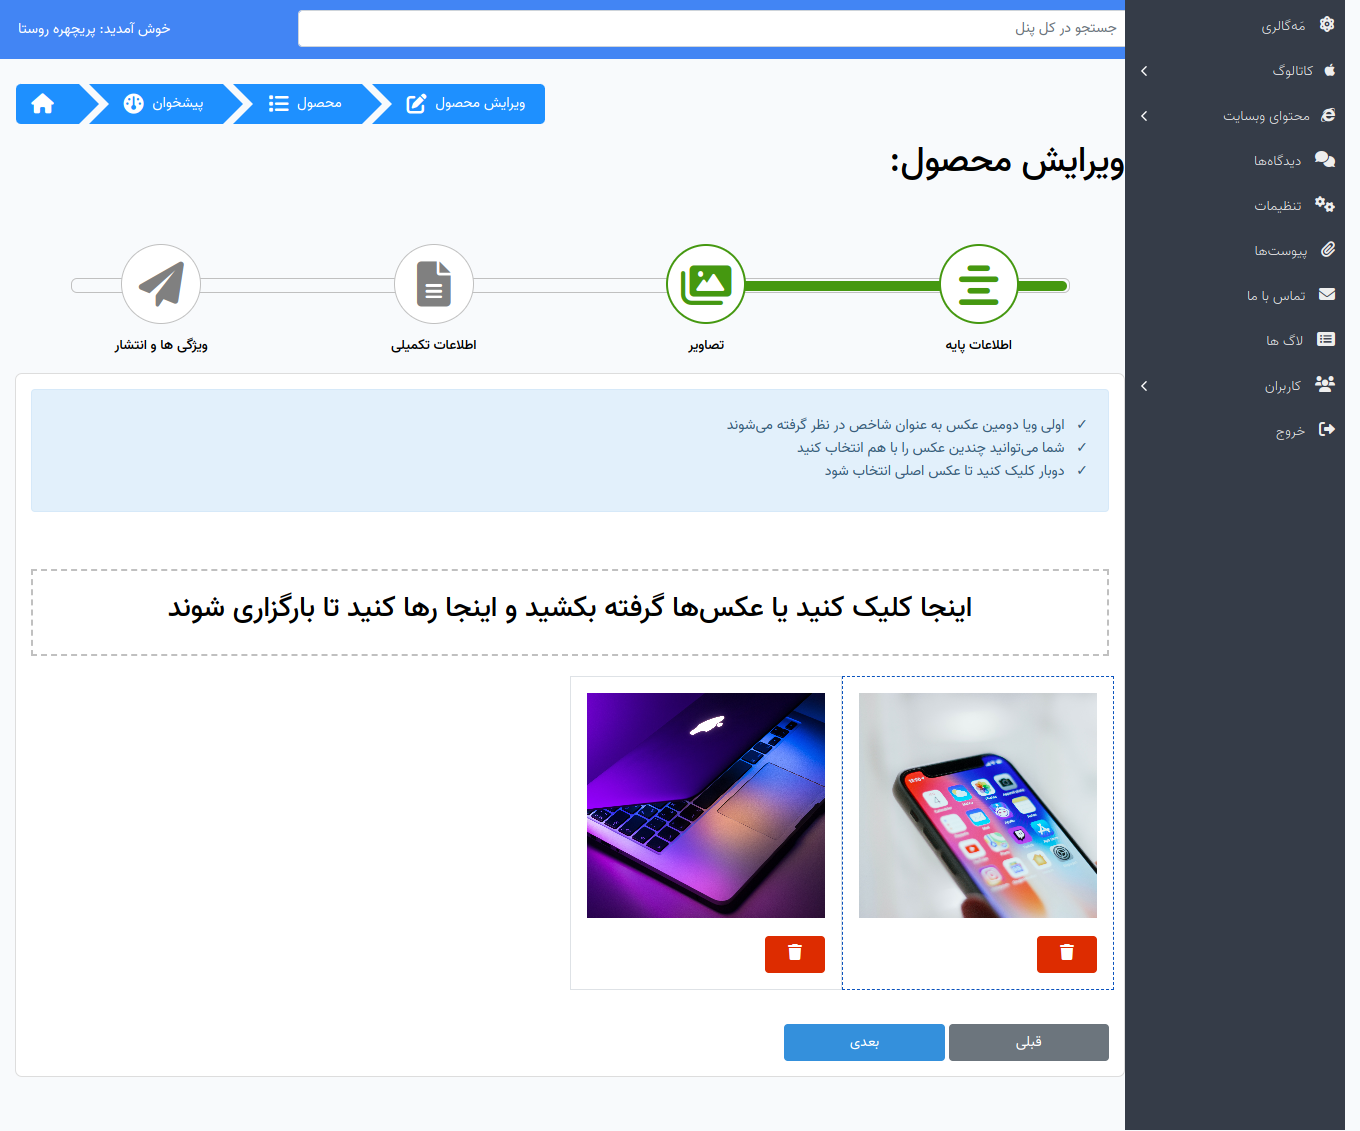 مَه‌گالری
کاتالوگ
محتوای وبسایت
دیدگاه‌ها
تنظیمات
پیوست‌ها
تماس با ما
لاگ ها
کاربران
خروج
جستجو در کل پنل
خوش آمدید: پریچهره روستا
ویرایش محصول
محصول
پیشخوان
ویرایش محصول:
اطلاعات پایه
تصاویر
اطلاعات تکمیلی
ویژگی ها و انتشار
✓ اولی ویا دومین عکس به عنوان شاخص در نظر گرفته می‌شوند
✓ شما می‌توانید چندین عکس را با هم انتخاب کنید
✓ دوبار کلیک کنید تا عکس اصلی انتخاب شود
اینجا کلیک کنید یا عکس‌ها گرفته بکشید و اینجا رها کنید تا بارگزاری شوند
قبلی
بعدی